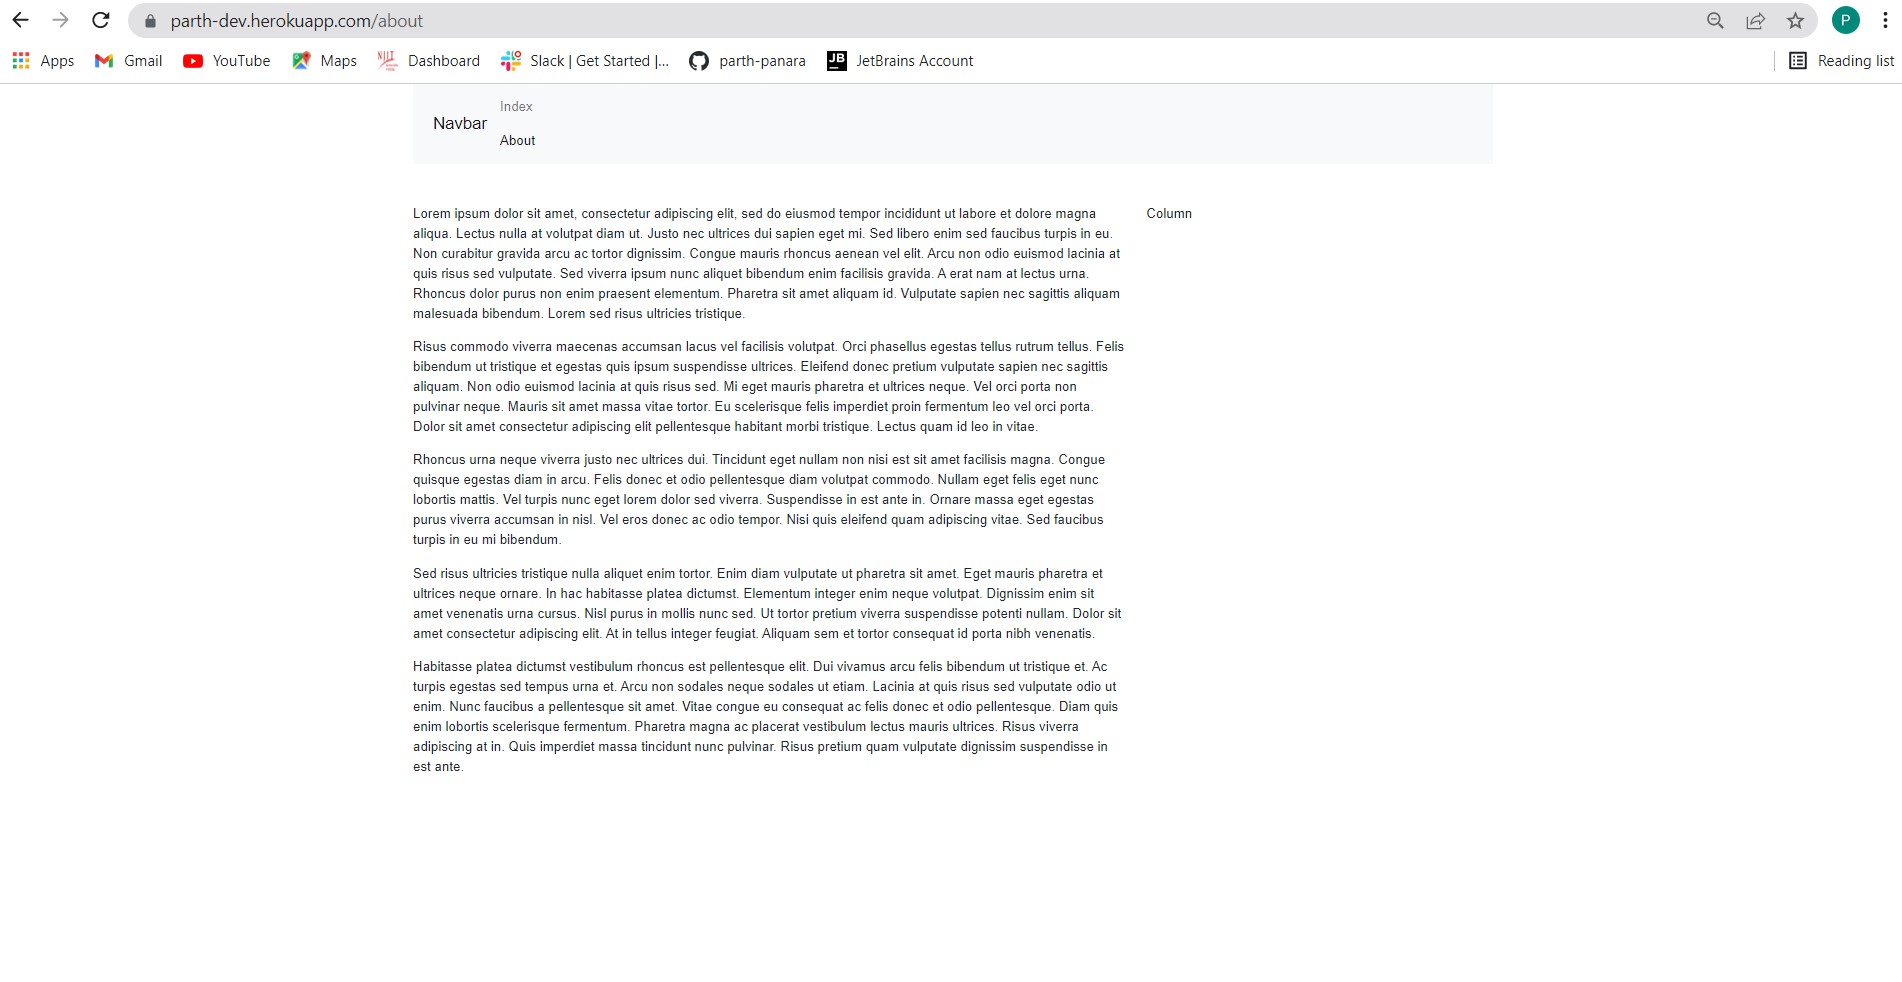 parth-dev.herokuapp.com/about
P
Apps Gmail YouTube Maps NIIT Dashboard Slack | Get Started |... parth-panara JB JetBrains Account Reading list
Index
Navbar
About
Lorem ipsum dolor sit amet, consectetur adipiscing elit, sed do eiusmod tempor incididunt ut labore et dolore magna
aliqua. Lectus nulla at volutpat diam ut. Justo nec ultrices dui sapien eget mi. Sed libero enim sed faucibus turpis in eu.
Non curabitur gravida arcu ac tortor dignissim. Congue mauris rhoncus aenean vel elit. Arcu non odio euismod lacinia at
quis risus sed vulputate. Sed viverra ipsum nunc aliquet bibendum enim facilisis gravida. A erat nam at lectus urna.
Rhoncus dolor purus non enim praesent elementum. Pharetra sit amet aliquam id. Vulputate sapien nec sagittis aliquam
malesuada bibendum. Lorem sed risus ultricies tristique.
Risus commodo viverra maecenas accumsan lacus vel facilisis volutpat. Orci phasellus egestas tellus rutrum tellus. Felis
bibendum ut tristique et egestas quis ipsum suspendisse ultrices. Eleifend donec pretium vulputate sapien nec sagittis
aliquam. Non odio euismod lacinia at quis risus sed. Mi eget mauris pharetra et ultrices neque. Vel orci porta non
pulvinar neque. Mauris sit amet massa vitae tortor. Eu scelerisque felis imperdiet proin fermentum leo vel orci porta.
Dolor sit amet consectetur adipiscing elit pellentesque habitant morbi tristique. Lectus quam id leo in vitae.
Rhoncus urna neque viverra justo nec ultrices dui. Tincidunt eget nullam non nisi est sit amet facilisis magna. Congue
quisque egestas diam in arcu. Felis donec et odio pellentesque diam volutpat commodo. Nullam eget felis eget nunc
lobortis mattis. Vel turpis nunc eget lorem dolor sed viverra. Suspendisse in est ante in. Ornare massa eget egestas
purus viverra accumsan in nisl. Vel eros donec ac odio tempor. Nisi quis eleifend quam adipiscing vitae. Sed faucibus
turpis in eu mi bibendum.
Sed risus ultricies tristique nulla aliquet enim tortor. Enim diam vulputate ut pharetra sit amet. Eget mauris pharetra et
ultrices neque ornare. In hac habitasse platea dictumst. Elementum integer enim neque volutpat. Dignissim enim sit
amet venenatis urna cursus. Nisl purus in mollis nunc sed. Ut tortor pretium viverra suspendisse potenti nullam. Dolor sit
amet consectetur adipiscing elit. At in tellus integer feugiat. Aliquam sem et tortor consequat id porta nibh venenatis.
Habitasse platea dictumst vestibulum rhoncus est pellentesque elit. Dui vivamus arcu felis bibendum ut tristique et. Ac
turpis egestas sed tempus urna et. Arcu non sodales neque sodales ut etiam. Lacinia at quis risus sed vulputate odio ut
enim. Nunc faucibus a pellentesque sit amet. Vitae congue eu consequat ac felis donec et odio pellentesque. Diam quis
enim lobortis scelerisque fermentum. Pharetra magna ac placerat vestibulum lectus mauris ultrices. Risus viverra
adipiscing at in. Quis imperdiet massa tincidunt nunc pulvinar. Risus pretium quam vulputate dignissim suspendisse in
est ante.
Column